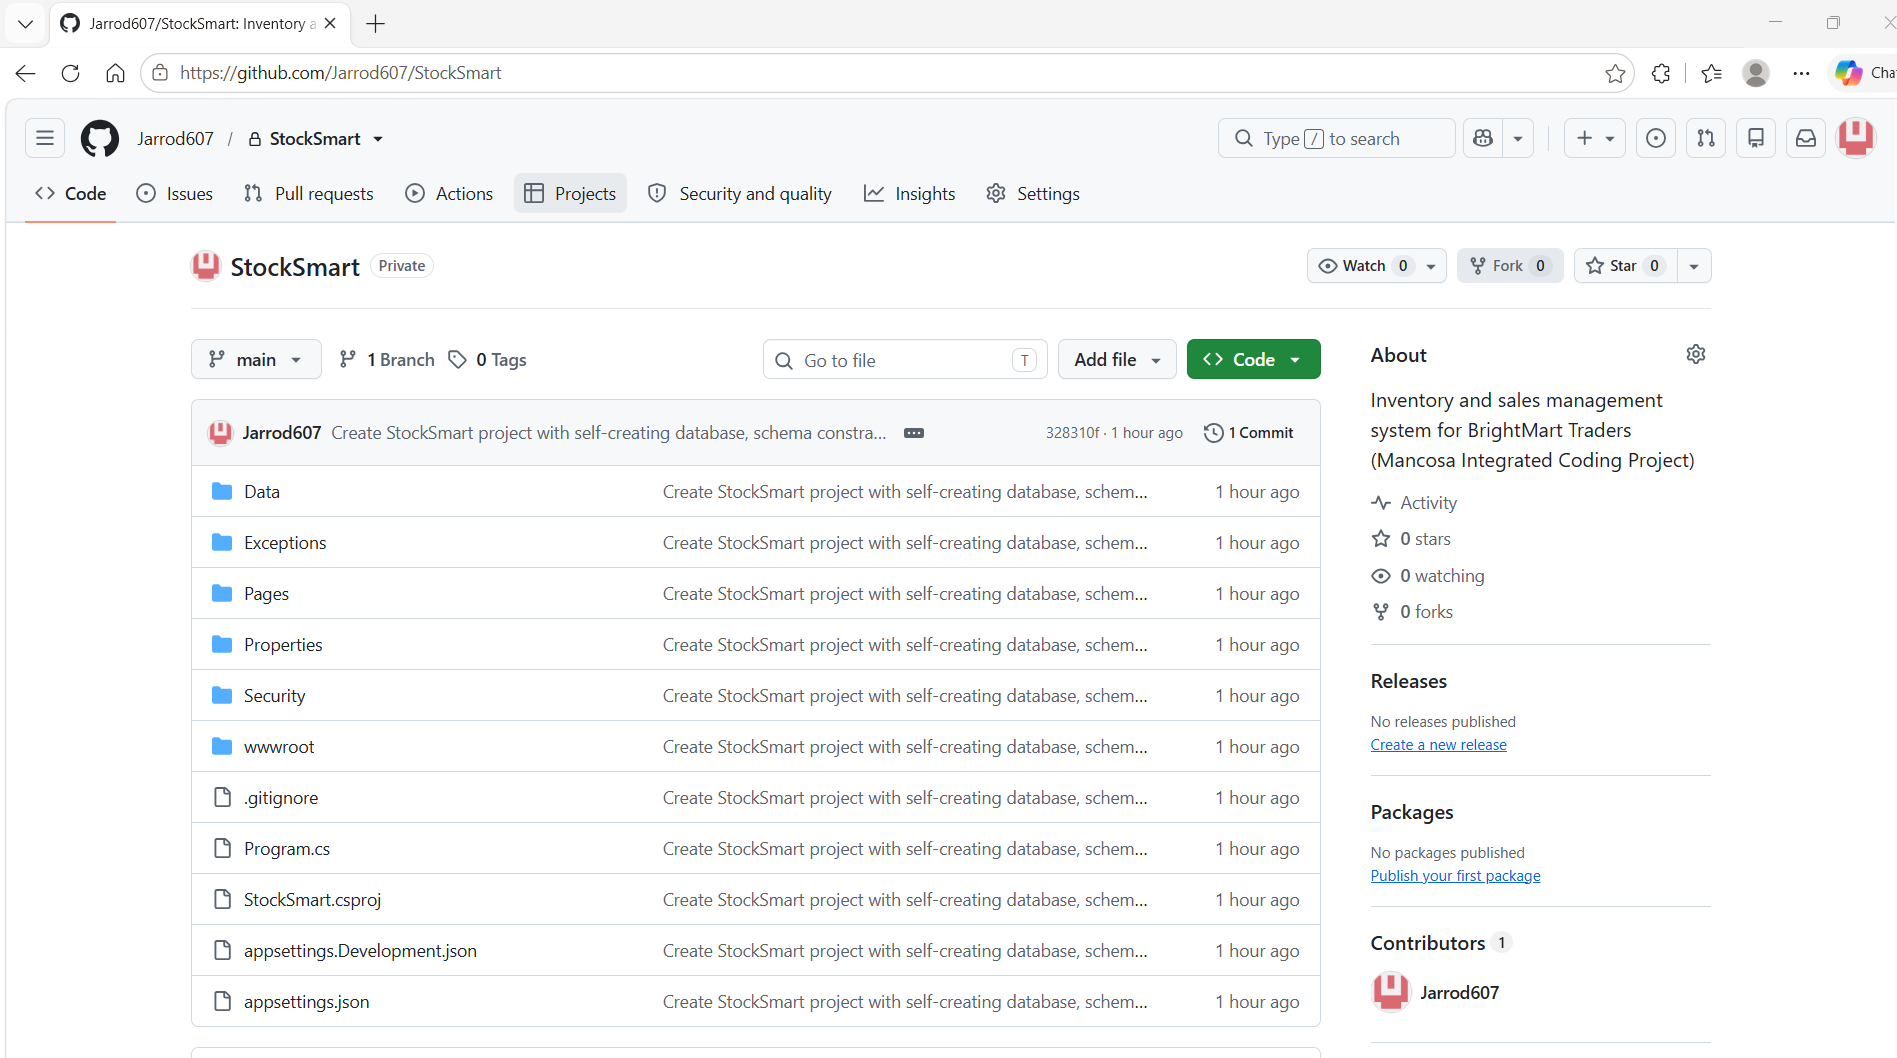 Jarrod607/StockSmart: Inventory a
https://github.com/Jarrod607/StockSmart
Cha
Jarrod607 / StockSmart
Type / to search
Code
Issues
Pull requests
Actions
Projects
Security and quality
Insights
Settings
StockSmart Private
Watch 0
Fork 0
Star 0
main
1 Branch
0 Tags
Go to file T
Add file
Code
Jarrod607 Create StockSmart project with self-creating database, schema constra... 328310f · 1 hour ago 1 Commit
Data Create StockSmart project with self-creating database, schem... 1 hour ago
Exceptions Create StockSmart project with self-creating database, schem... 1 hour ago
Pages Create StockSmart project with self-creating database, schem... 1 hour ago
Properties Create StockSmart project with self-creating database, schem... 1 hour ago
Security Create StockSmart project with self-creating database, schem... 1 hour ago
wwwroot Create StockSmart project with self-creating database, schem... 1 hour ago
.gitignore Create StockSmart project with self-creating database, schem... 1 hour ago
Program.cs Create StockSmart project with self-creating database, schem... 1 hour ago
StockSmart.csproj Create StockSmart project with self-creating database, schem... 1 hour ago
appsettings.Development.json Create StockSmart project with self-creating database, schem... 1 hour ago
appsettings.json Create StockSmart project with self-creating database, schem... 1 hour ago
About
Inventory and sales management
system for BrightMart Traders
(Mancosa Integrated Coding Project)
Activity
0 stars
0 watching
0 forks
Releases
No releases published
Create a new release
Packages
No packages published
Publish your first package
Contributors 1
Jarrod607